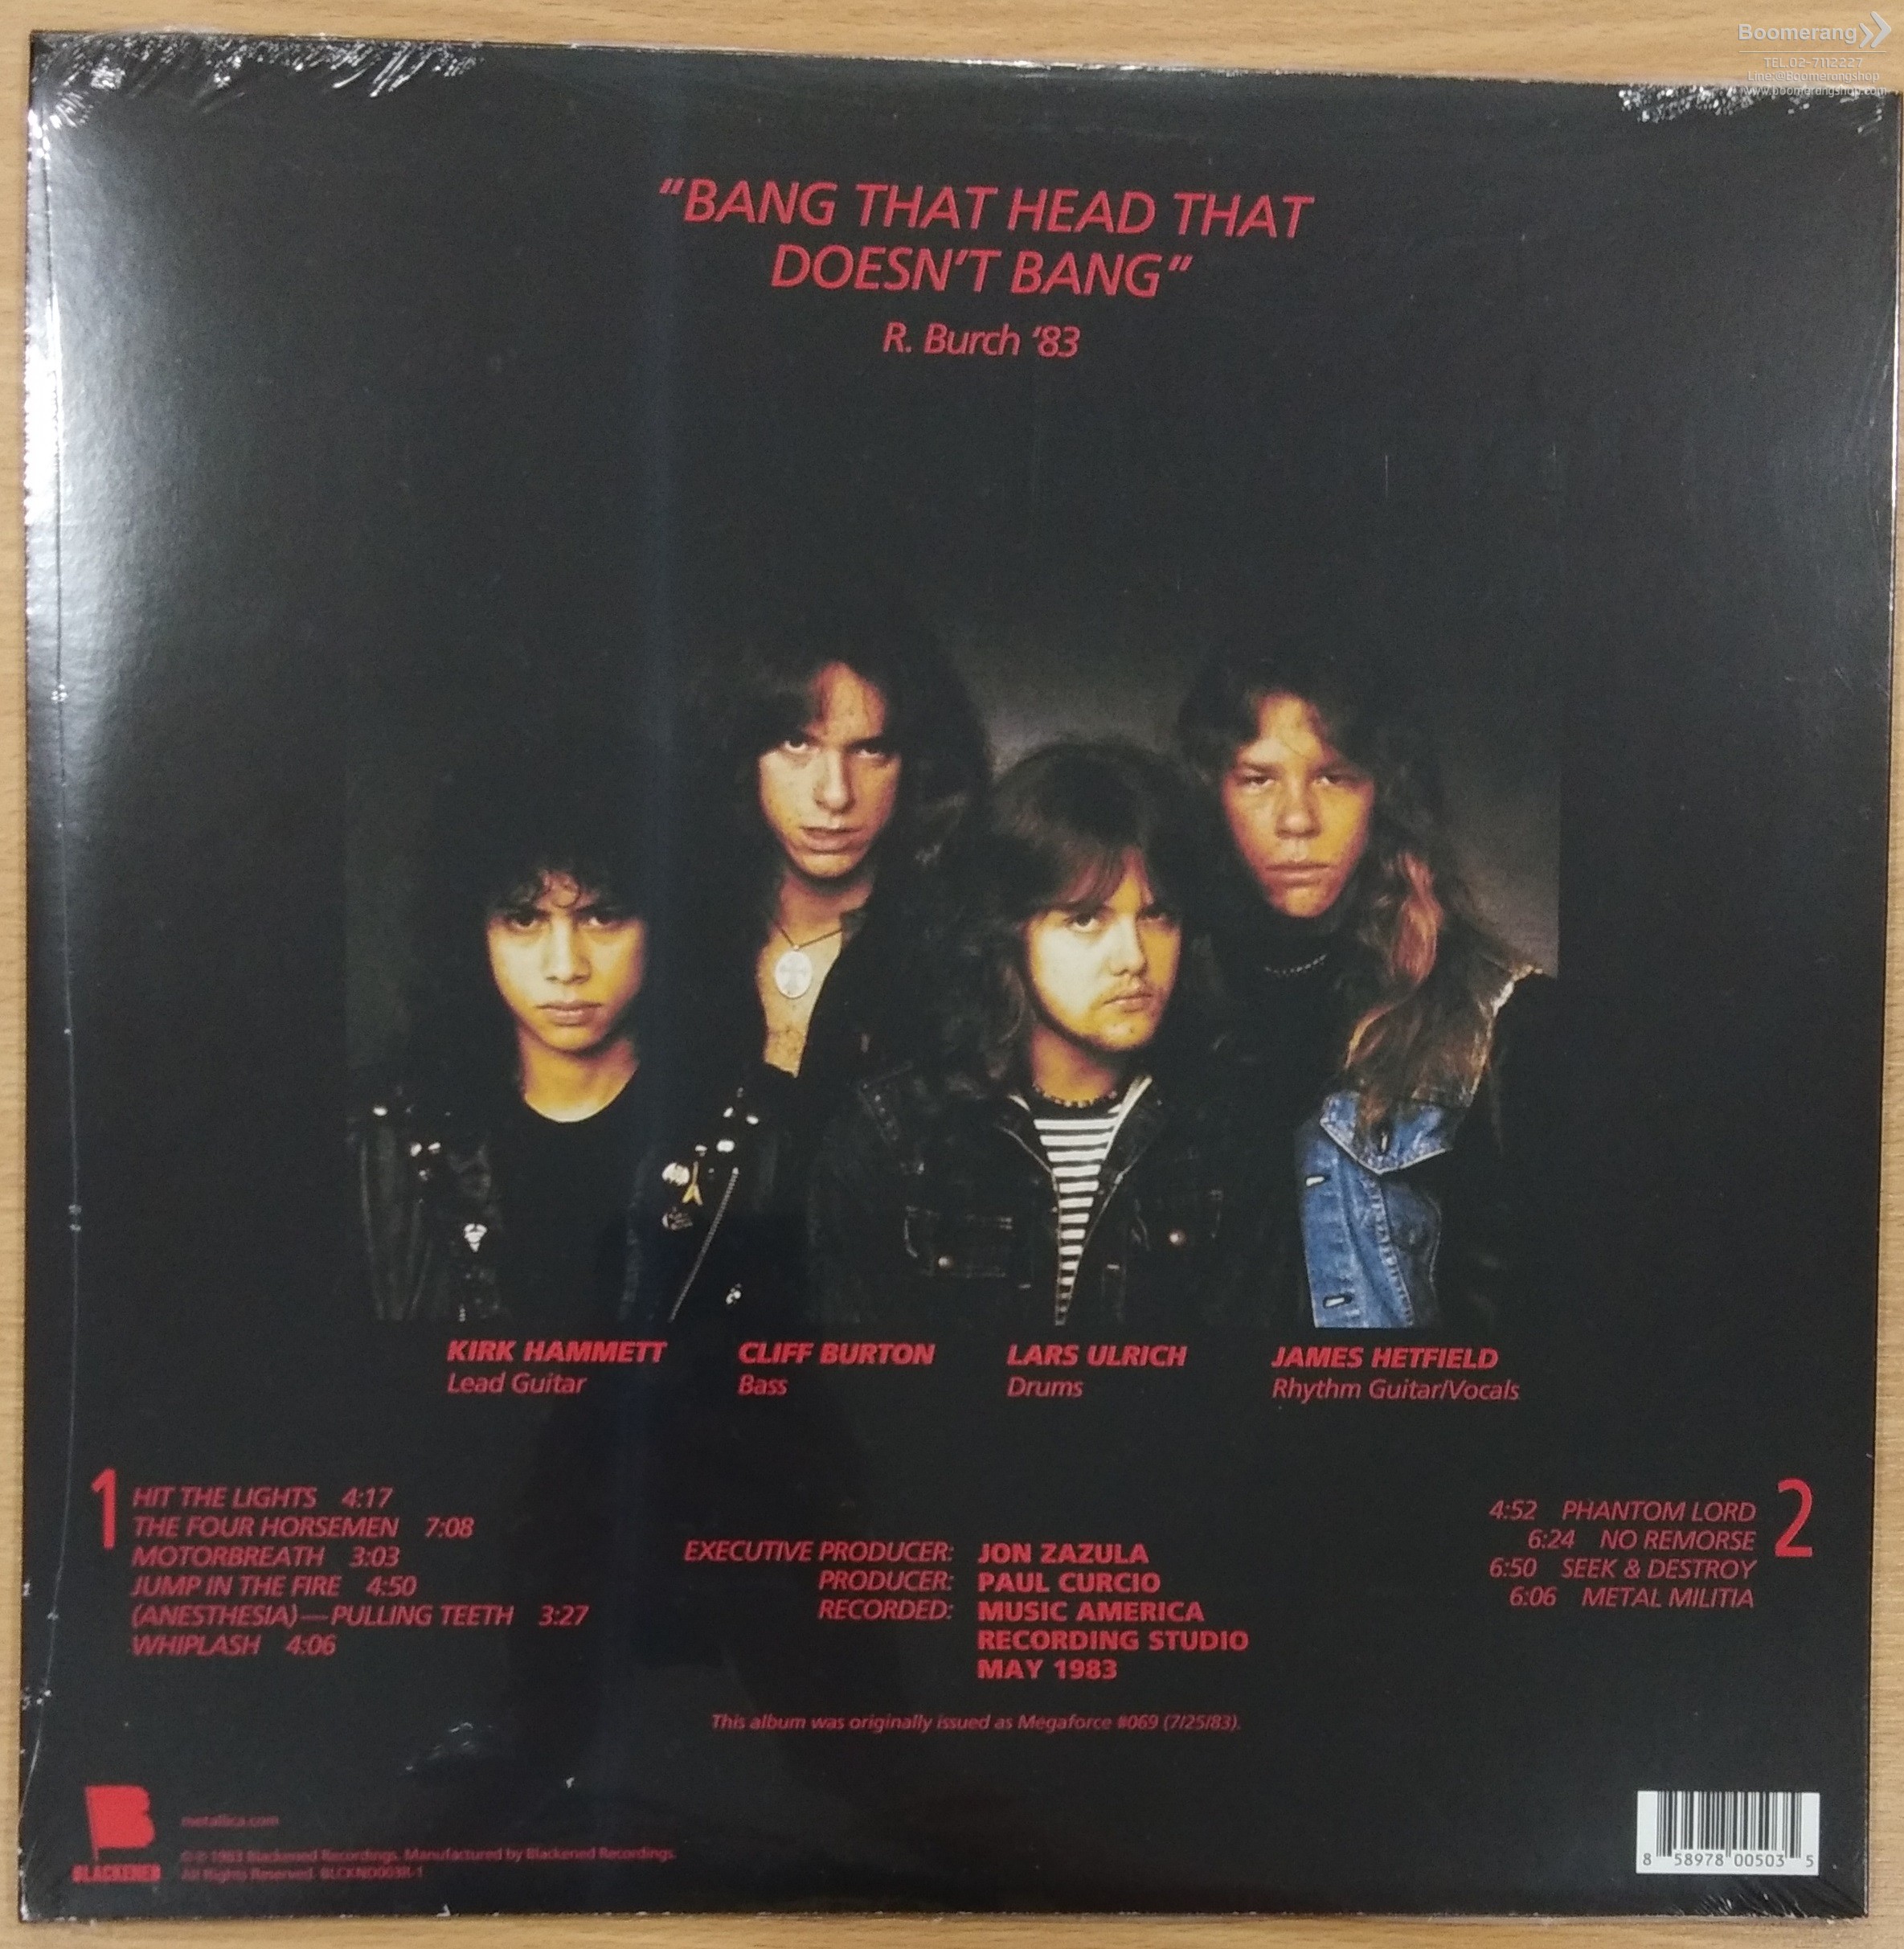 Boomerang
TEL.02-7112227
Line:@Boomerangshop
www.boomerangshop.com
"BANG THAT HEAD THAT
DOESN'T BANG"
R. Burch '83
KIRK HAMMETT
Lead Guitar
CLIFF BURTON
Bass
LARS ULRICH
Drums
JAMES HETFIELD
Rhythm Guitar/Vocals
1
HIT THE LIGHTS 4:17
THE FOUR HORSEMEN 7:08
MOTORBREATH 3:03
JUMP IN THE FIRE 4:50
(ANESTHESIA)—PULLING TEETH 3:27
WHIPLASH 4:06
EXECUTIVE PRODUCER: JON ZAZULA
PRODUCER: PAUL CURCIO
RECORDED: MUSIC AMERICA
RECORDING STUDIO
MAY 1983
2
4:52 PHANTOM LORD
6:24 NO REMORSE
6:50 SEEK & DESTROY
6:06 METAL MILITIA
This album was originally issued as Megaforce #069 (7/25/83).
B
BLACKENED
metallica.com
© ℗ 1983 Blackened Recordings. Manufactured by Blackened Recordings.
All Rights Reserved. BLCKND003R-1
8 58978 00503 5